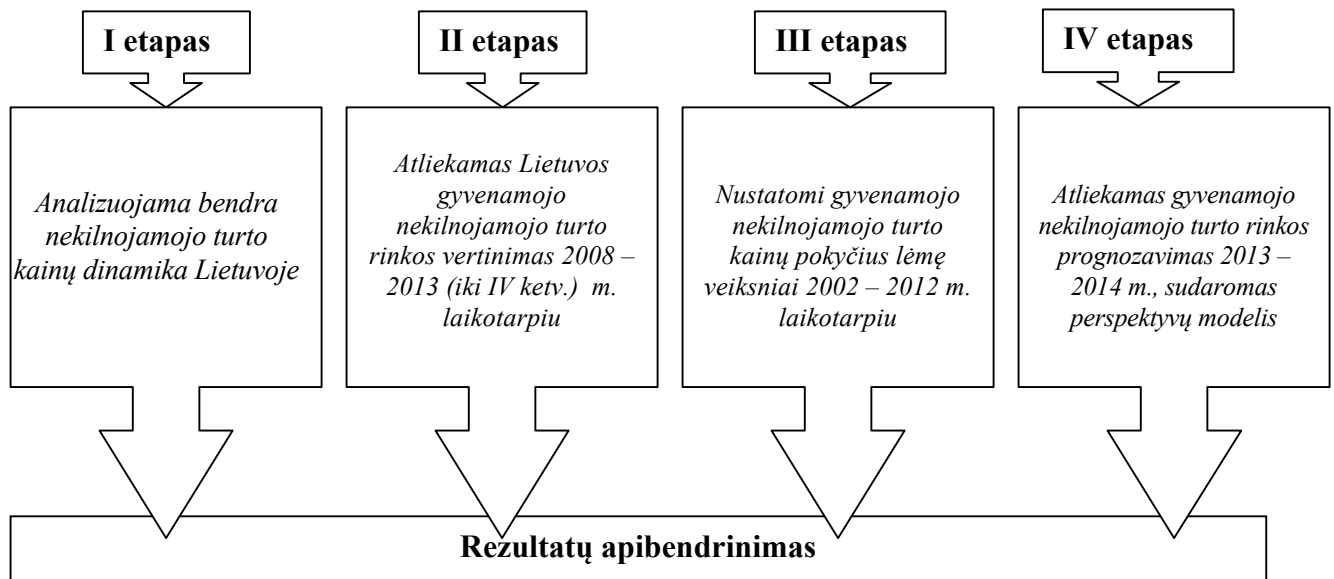 I etapas
II etapas
III etapas
IV etapas
Analizuojama bendra
nekilnojamojo turto
kainų dinamika Lietuvoje
Atliekamas Lietuvos
gyvenamojo
nekilnojamojo turto
rinkos vertinimas 2008 –
2013 (iki IV ketv.) m.
laikotarpiu
Nustatomi gyvenamojo
nekilnojamojo turto
kainų pokyčius lėmę
veiksniai 2002 – 2012 m.
laikotarpiu
Atliekamas gyvenamojo
nekilnojamojo turto rinkos
prognozavimas 2013 –
2014 m., sudaromas
perspektyvų modelis
Rezultatų apibendrinimas